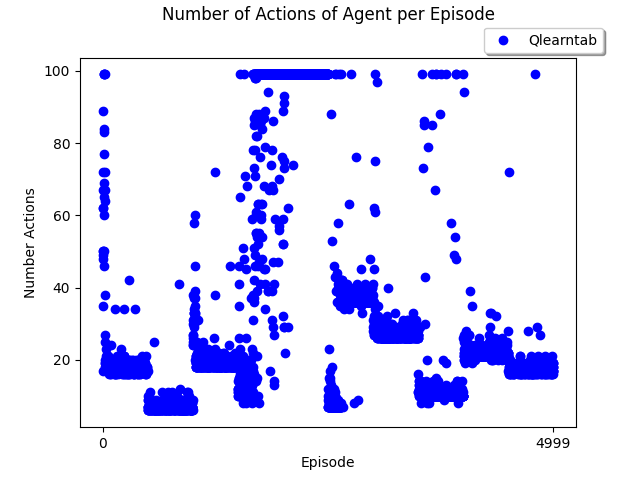 Number of Actions of Agent per Episode
Qlearntab
100
80
60
40
20
Number Actions
0
4999
Episode